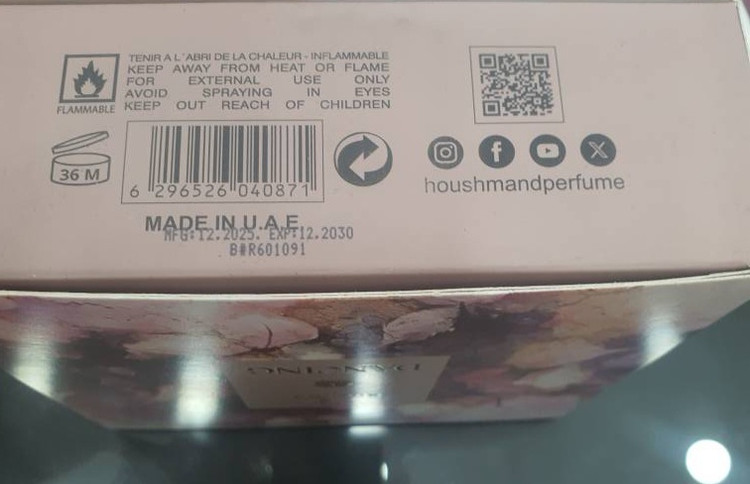 TENIR A L'ABRI DE LA CHALEUR - INFLAMMABLE
KEEP AWAY FROM HEAT OR FLAME
FOR EXTERNAL USE ONLY
AVOID SPRAYING IN EYES
KEEP OUT REACH OF CHILDREN
FLAMMABLE
36 M
6 296526 040871
houshmandperfume
MADE IN U.A.E.
MFG:12.2025. EXP:12.2030
B#R601091
DANCING